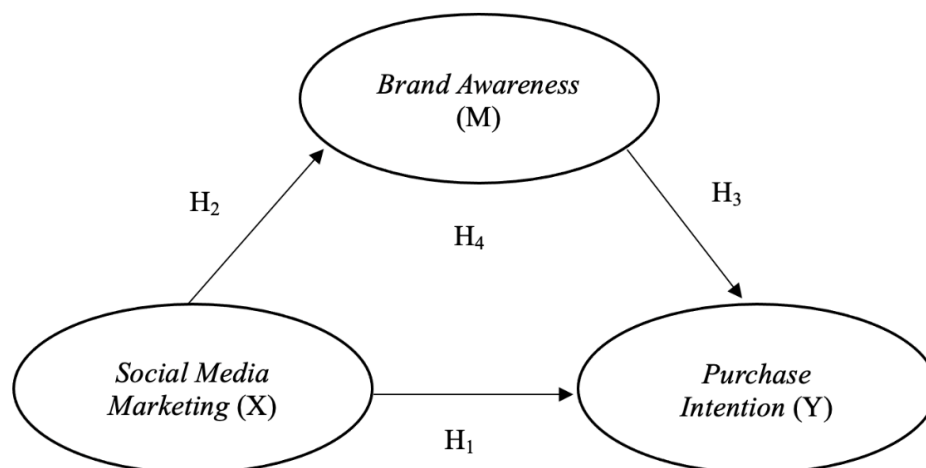 Brand Awareness
(M)
H₂
H₃
H₄
Social Media
Marketing (X)
Purchase
Intention (Y)
H₁